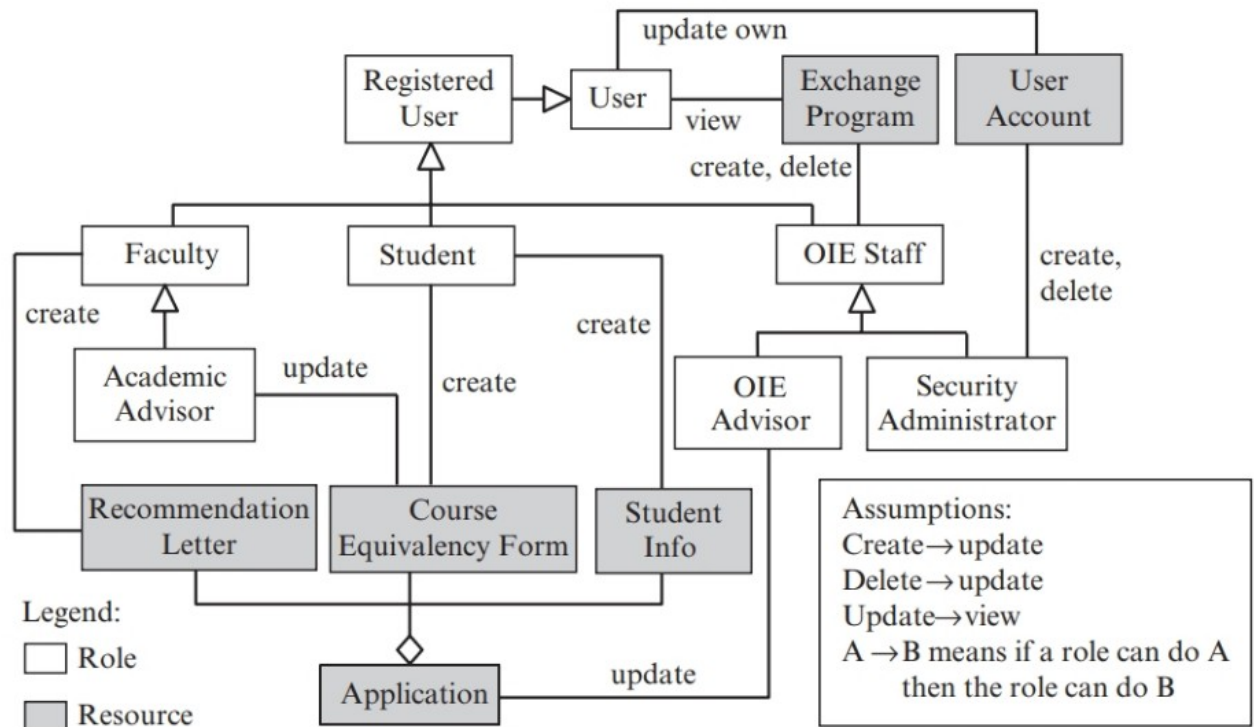 update own
Registered
User
User
view
Exchange
Program
User
Account
create, delete
Faculty
Student
OIE Staff
create,
delete
create
create
Academic
Advisor
update
create
OIE
Advisor
Security
Administrator
Recommendation
Letter
Course
Equivalency Form
Student
Info
Assumptions:
Create→update
Delete→update
Update→view
A →B means if a role can do A
then the role can do B
Legend:
Role
Resource
Application
update